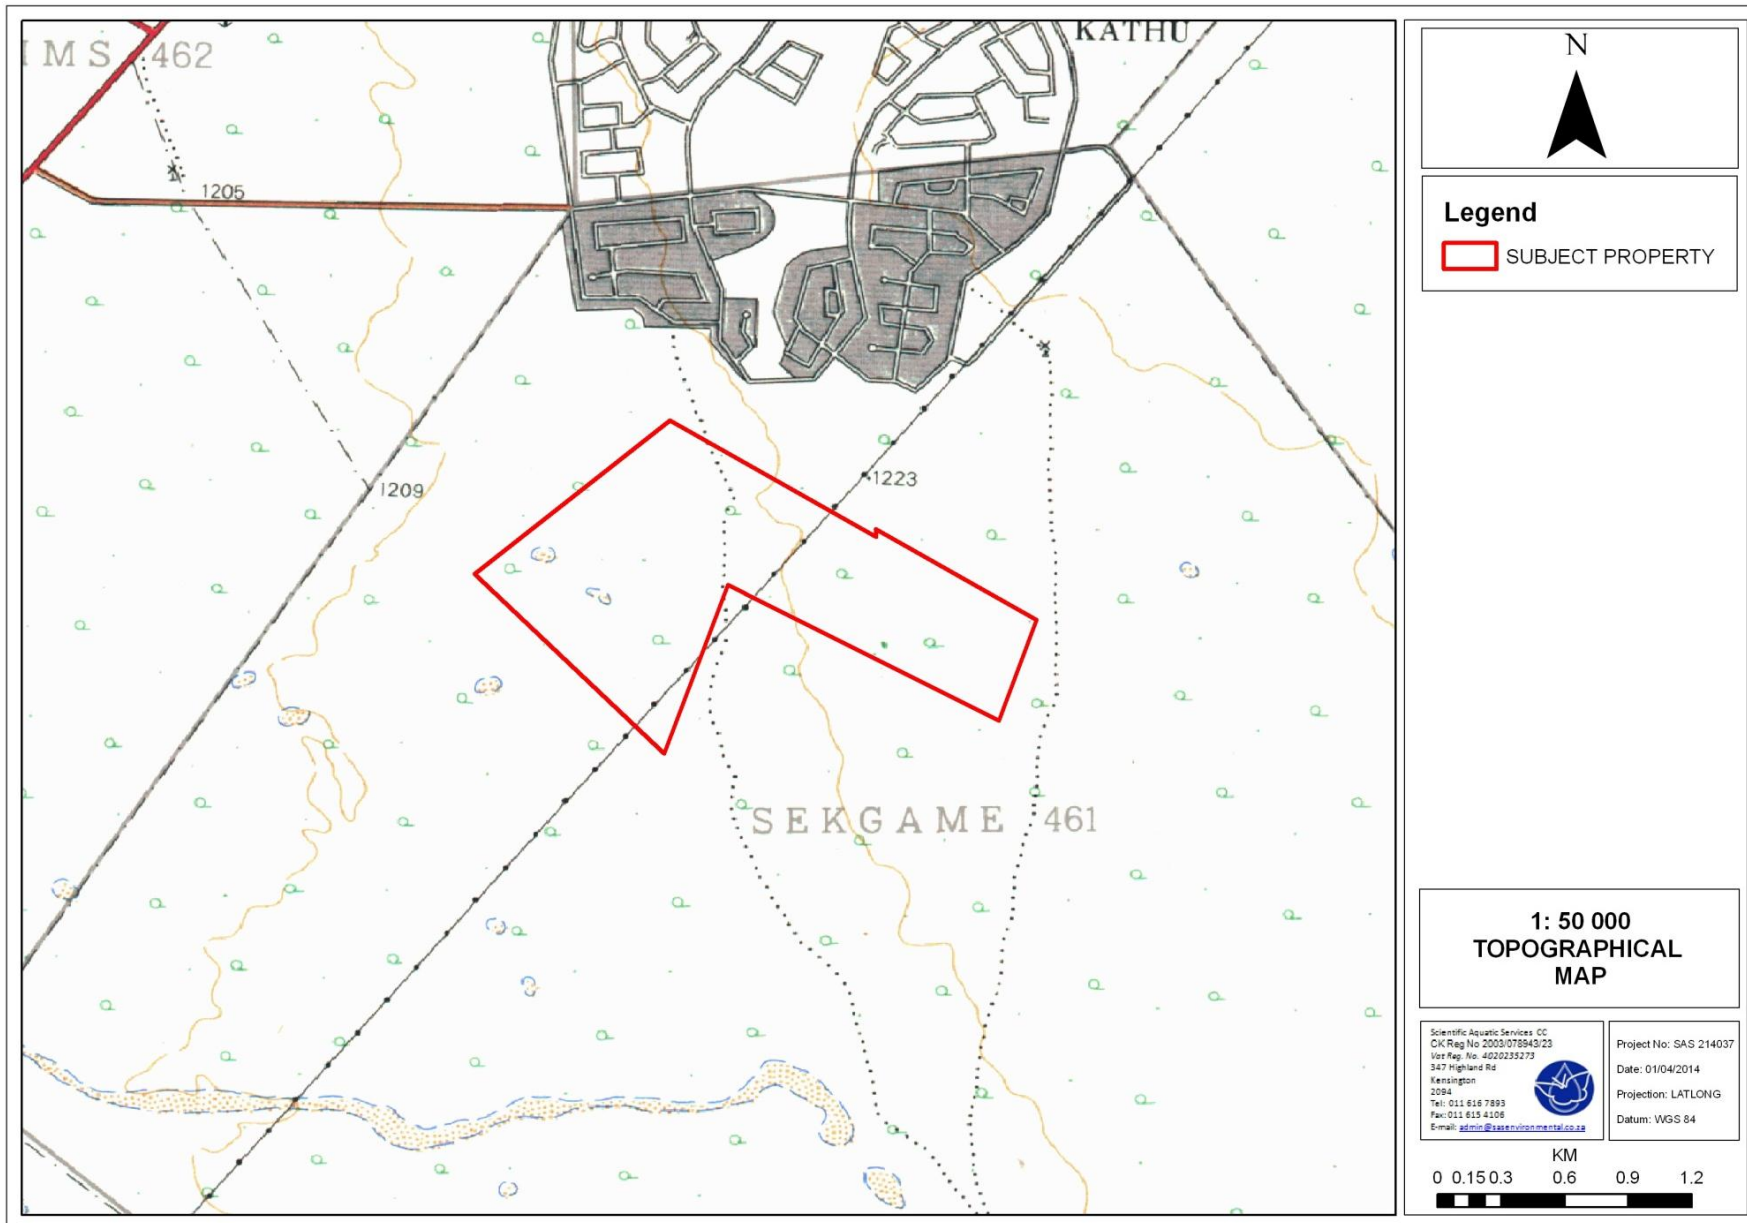 KATHU
IMS 462
1205
1209
1223
SEKGAME 461
N
Legend
SUBJECT PROPERTY
1: 50 000
TOPOGRAPHICAL
MAP
Scientific Aquatic Services CC
CK Reg No 2003/078943/23
Vat Reg. No. 4020235273
347 Highland Rd
Kensington
2094
Tel: 011 616 7893
Fax: 011 615 4106
E-mail: admin@sasenvironmental.co.za
Project No: SAS 214037
Date: 01/04/2014
Projection: LATLONG
Datum: WGS 84
KM
0 0.15 0.3 0.6 0.9 1.2